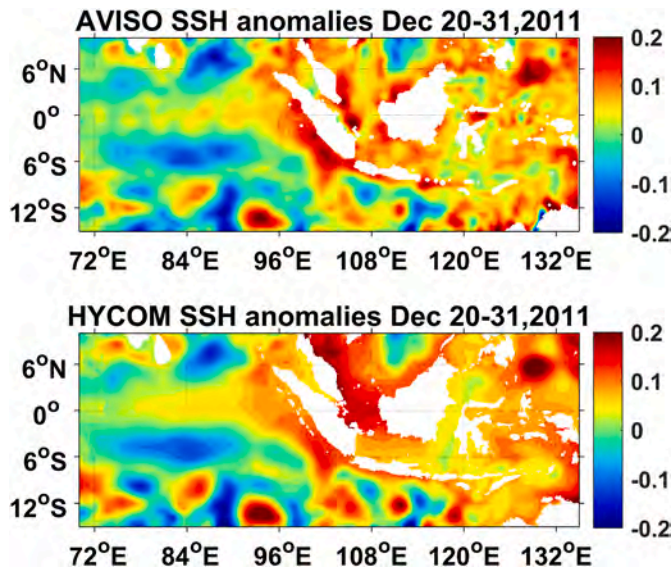 AVISO SSH anomalies Dec 20-31,2011
6°N
0°
6°S
12°S
72°E 84°E 96°E 108°E 120°E 132°E
0.2
0.1
0
-0.1
-0.2
HYCOM SSH anomalies Dec 20-31,2011
6°N
0°
6°S
12°S
72°E 84°E 96°E 108°E 120°E 132°E
0.2
0.1
0
-0.1
-0.2